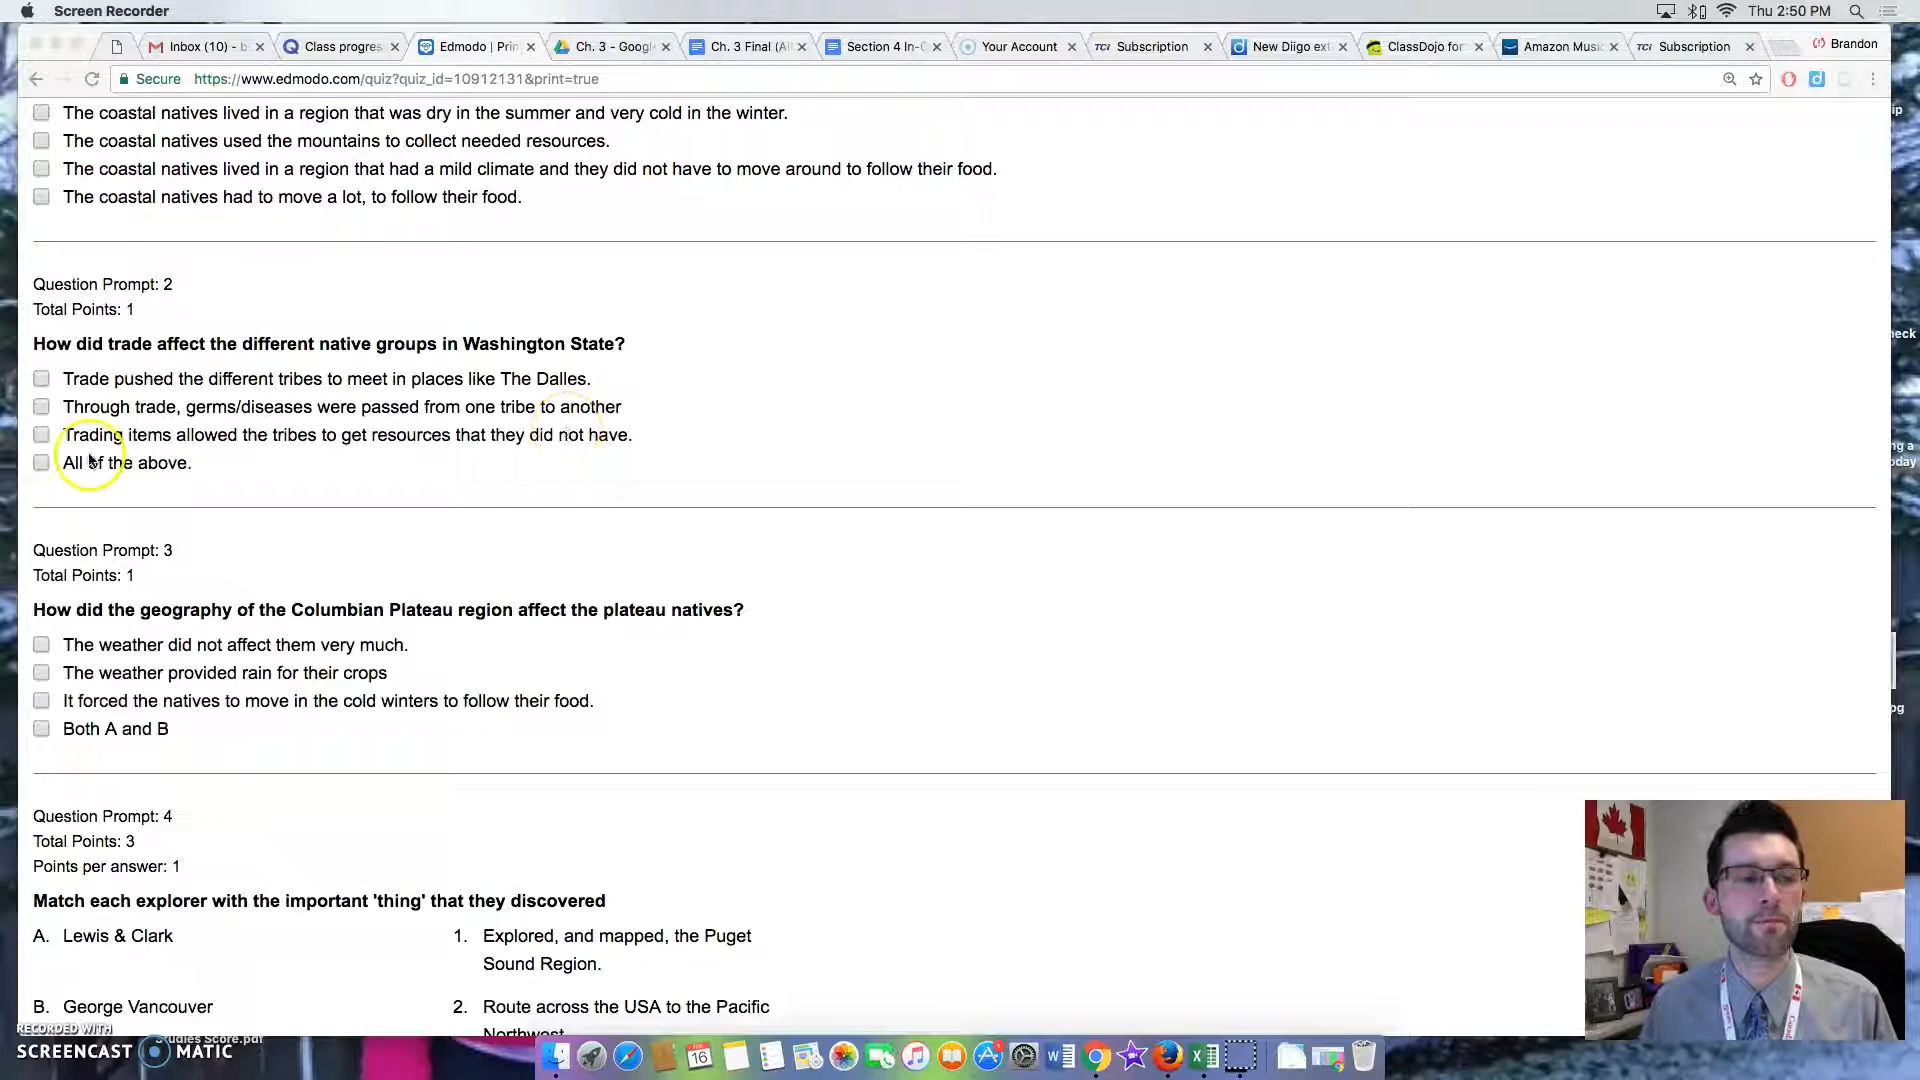 Screen Recorder
Thu 2:50 PM
Inbox (10) - b
Class progres
Edmodo | Prin
Ch. 3 - Googl
Ch. 3 Final (A
Section 4 In-C
Your Account
TCI Subscription
New Diigo ext
ClassDojo for
Amazon Music
TCI Subscription
Brandon
Secure https://www.edmodo.com/quiz?quiz_id=10912131&print=true
The coastal natives lived in a region that was dry in the summer and very cold in the winter.
The coastal natives used the mountains to collect needed resources.
The coastal natives lived in a region that had a mild climate and they did not have to move around to follow their food.
The coastal natives had to move a lot, to follow their food.
Question Prompt: 2
Total Points: 1
How did trade affect the different native groups in Washington State?
Trade pushed the different tribes to meet in places like The Dalles.
Through trade, germs/diseases were passed from one tribe to another
Trading items allowed the tribes to get resources that they did not have.
All of the above.
Question Prompt: 3
Total Points: 1
How did the geography of the Columbian Plateau region affect the plateau natives?
The weather did not affect them very much.
The weather provided rain for their crops
It forced the natives to move in the cold winters to follow their food.
Both A and B
Question Prompt: 4
Total Points: 3
Points per answer: 1
Match each explorer with the important 'thing' that they discovered
A. Lewis & Clark
1. Explored, and mapped, the Puget
Sound Region.
B. George Vancouver
2. Route across the USA to the Pacific
Northwest
RECORDED WITH
SCREENCAST MATIC
Studies Score.pdf
16